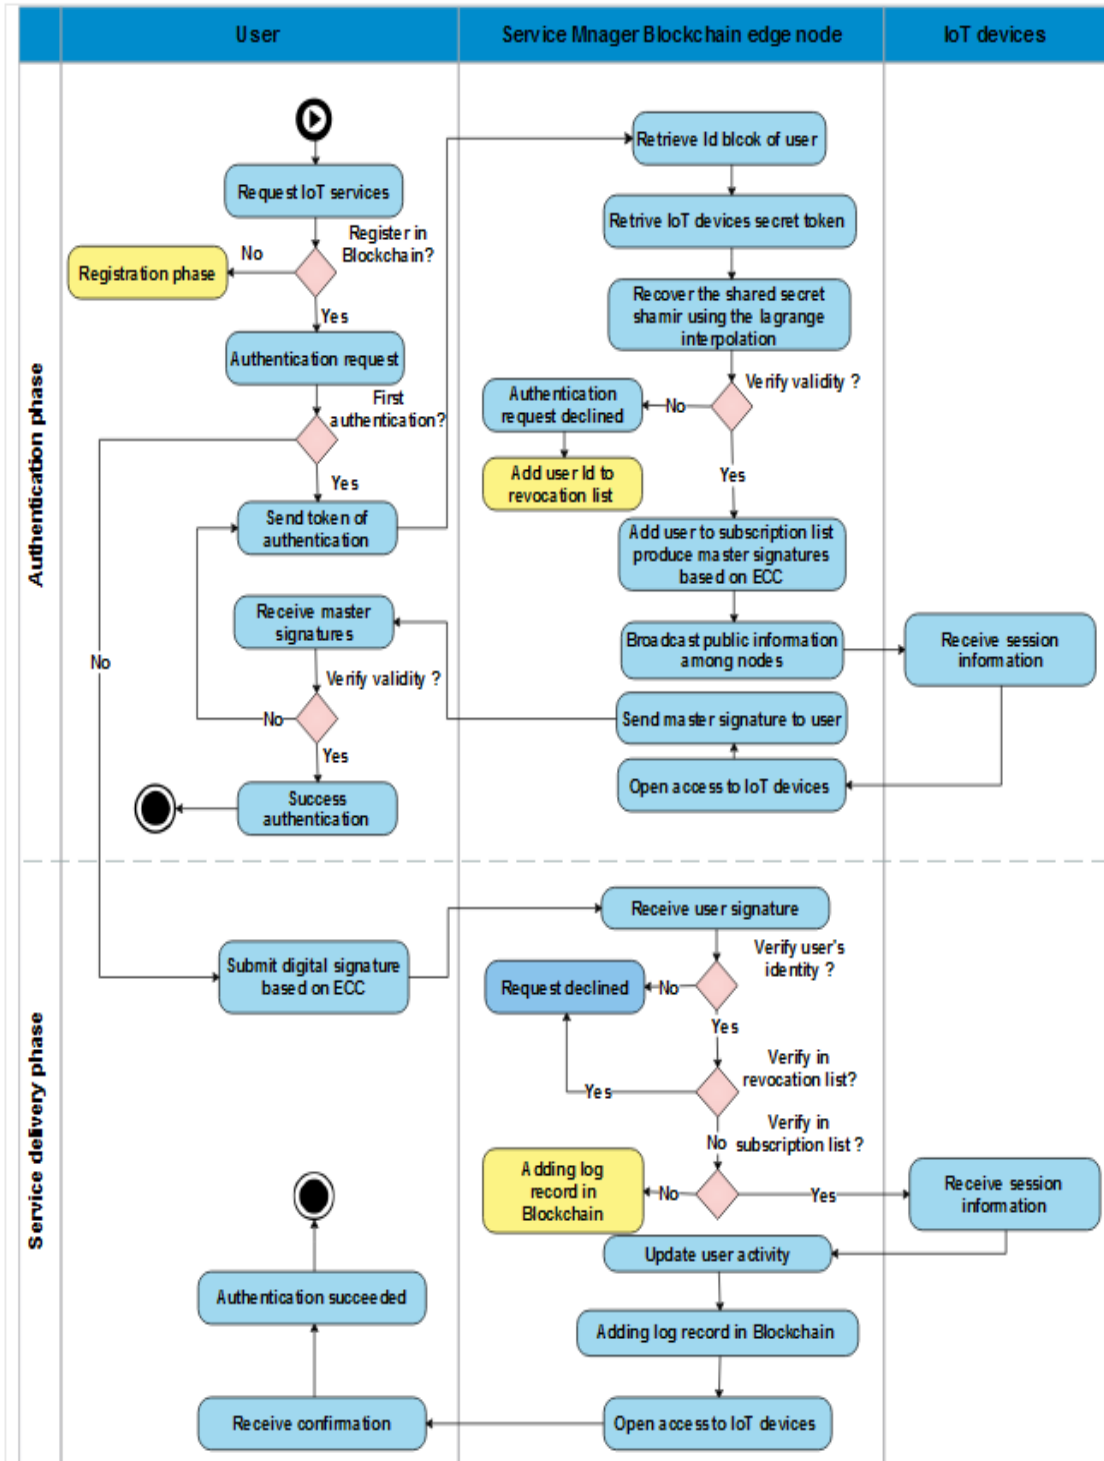 User
Service Mnager Blockchain edge node
IoT devices
Authentication phase
Request IoT services
Register in
Blockchain?
No
Registration phase
Yes
Authentication request
First
authentication?
Yes
Send token of
authentication
Receive master
signatures
Verify validity ?
No
No
Yes
Success
authentication
Retrieve Id blcok of user
Retrive IoT devices secret token
Recover the shared secret
shamir using the lagrange
interpolation
Verify validity ?
No
Authentication
request declined
Add user Id to
revocation list
Yes
Add user to subscription list
produce master signatures
based on ECC
Broadcast public information
among nodes
Receive session
information
Send master signature to user
Open access to IoT devices
Service delivery phase
Submit digital signature
based on ECC
Receive user signature
Verify user's
identity ?
No
Request declined
Yes
Verify in
revocation list?
Yes
No
Verify in
subscription list ?
No
Adding log
record in
Blockchain
Yes
Receive session
information
Update user activity
Adding log record in Blockchain
Open access to IoT devices
Receive confirmation
Authentication succeeded